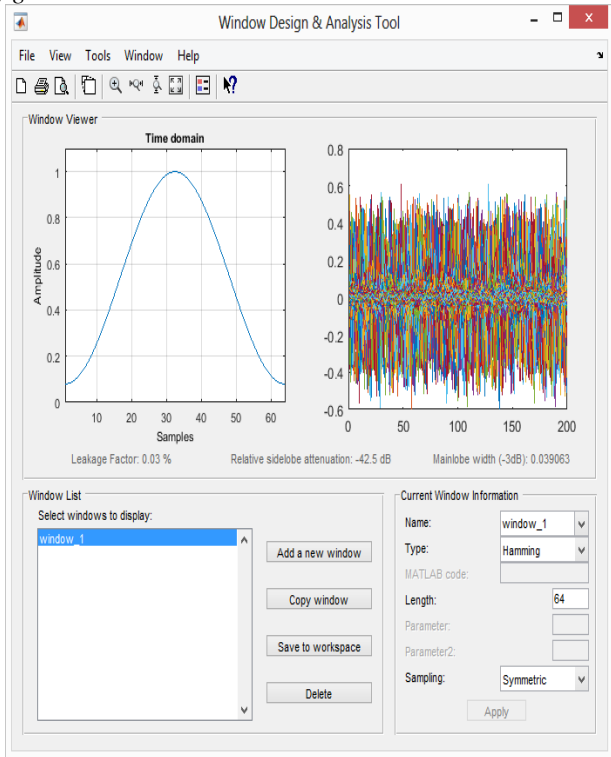 Window Design & Analysis Tool
File View Tools Window Help
Window Viewer
Time domain
1
0.8
0.6
0.4
0.2
0
Amplitude
10 20 30 40 50 60
Samples
0.8
0.6
0.4
0.2
0
-0.2
-0.4
-0.6
0 50 100 150 200
Leakage Factor: 0.03 % Relative sidelobe attenuation: -42.5 dB Mainlobe width (-3dB): 0.039063
Window List
Select windows to display:
window_1
Add a new window
Copy window
Save to workspace
Delete
Current Window Information
Name: window_1
Type: Hamming
MATLAB code:
Length: 64
Parameter:
Parameter2:
Sampling: Symmetric
Apply